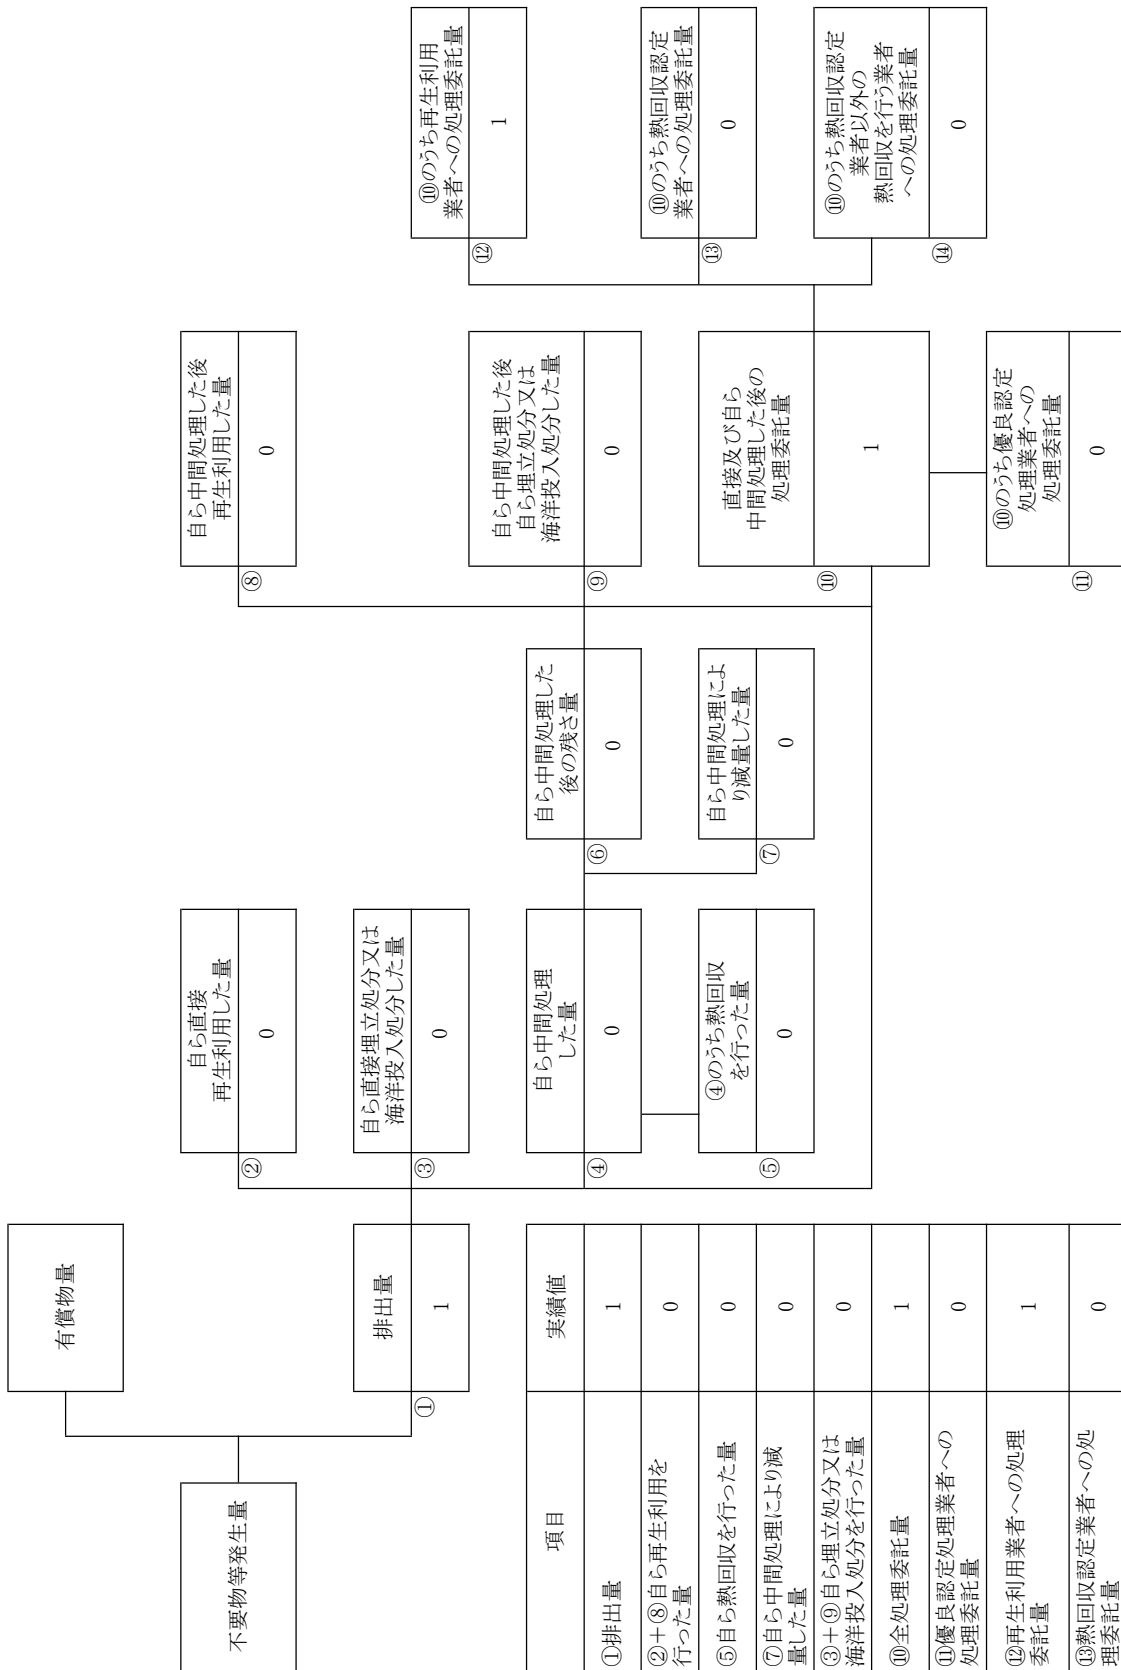 不要物等発生量
有償物量
排出量
①
1
自ら直接
再生利用した量
②
0
自ら直接埋立処分又は
海洋投入処分した量
③
0
自ら中間処理
した量
④
0
④のうち熱回収
を行った量
⑤
0
自ら中間処理した
後の残さ量
⑥
0
自ら中間処理によ
り減量した量
⑦
0
自ら中間処理した後
再生利用した量
⑧
0
自ら中間処理した後
自ら埋立処分又は
海洋投入処分した量
⑨
0
直接及び自ら
中間処理した後の
処理委託量
⑩
1
⑩のうち優良認定
処理業者への
処理委託量
⑪
0
⑩のうち再生利用
業者への処理委託量
⑫
1
⑩のうち熱回収認定
業者への処理委託量
⑬
0
⑩のうち熱回収認定
業者以外の
熱回収を行う業者
への処理委託量
⑭
0
項目
実績値
①排出量
1
②+⑧自ら再生利用を
行った量
0
⑤自ら熱回収を行った量
0
⑦自ら中間処理により減
量した量
0
③+⑨自ら埋立処分又は
海洋投入処分を行った量
0
⑩全処理委託量
1
⑪優良認定処理業者への
処理委託量
0
⑫再生利用業者への処理
委託量
1
⑬熱回収認定業者への処
理委託量
0